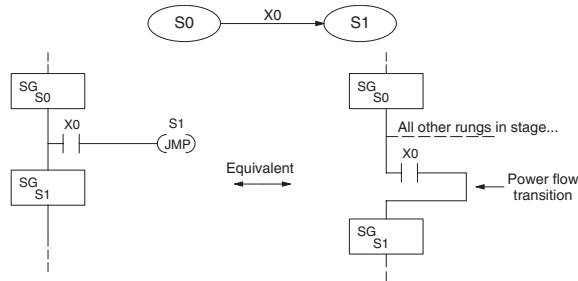 S0
X0
S1
SG
S0
X0
S1
JMP
SG
S1
Equivalent
SG
S0
All other rungs in stage...
X0
Power flow
transition
SG
S1